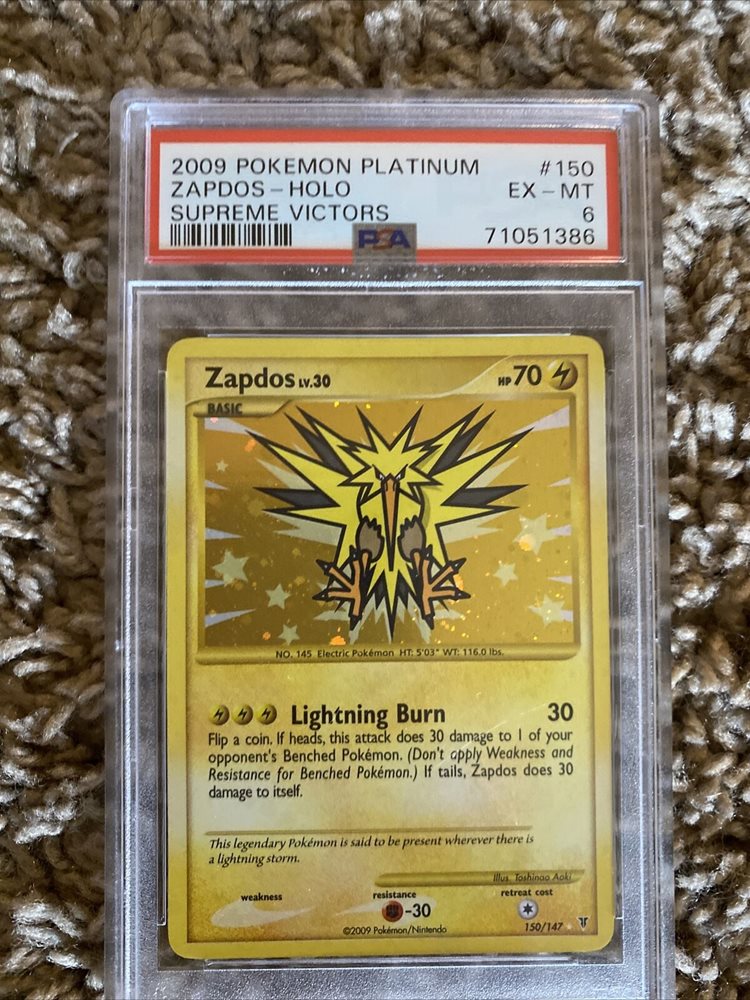 2009 POKEMON PLATINUM #150
ZAPDOS-HOLO EX-MT
SUPREME VICTORS 6
PSA 71051386
Zapdos LV.30 HP 70
BASIC
NO. 145 Electric Pokémon HT: 5'03" WT: 116.0 lbs.
Lightning Burn 30
Flip a coin. If heads, this attack does 30 damage to 1 of your
opponent's Benched Pokémon. (Don't apply Weakness and
Resistance for Benched Pokémon.) If tails, Zapdos does 30
damage to itself.
This legendary Pokémon is said to be present wherever there is
a lightning storm.
Illus. Toshinao Aoki
weakness resistance retreat cost
-30
©2009 Pokémon/Nintendo 150/147